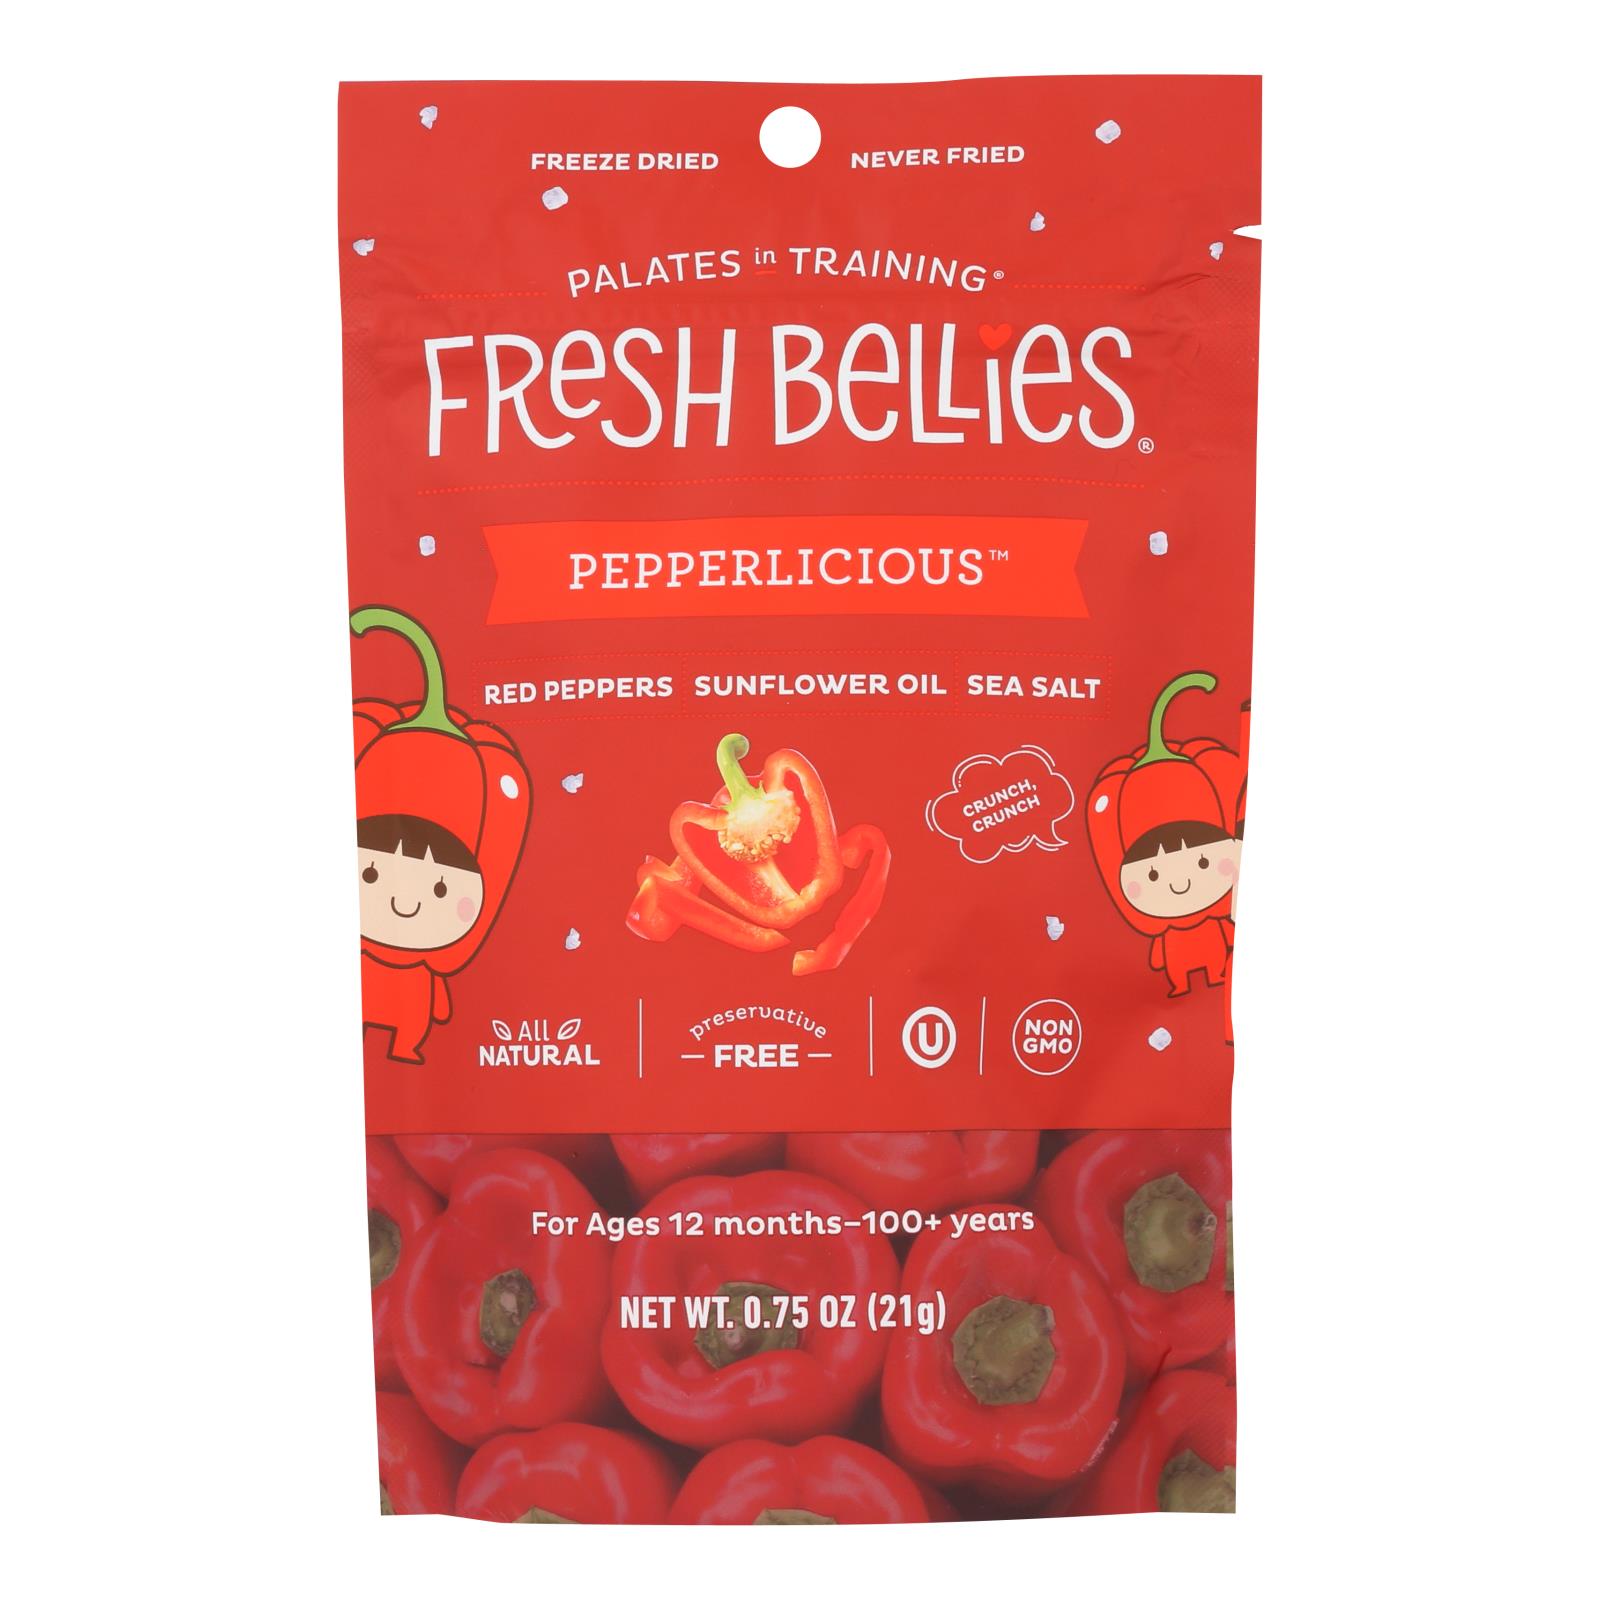 FREEZE DRIED
NEVER FRIED
PALATES in TRAINING®
FRESH BELLIES®
PEPPERLICIOUS™
RED PEPPERS SUNFLOWER OIL SEA SALT
CRUNCH,
CRUNCH
All
NATURAL
preservative
FREE
U
NON
GMO
For Ages 12 months–100+ years
NET WT. 0.75 OZ (21g)